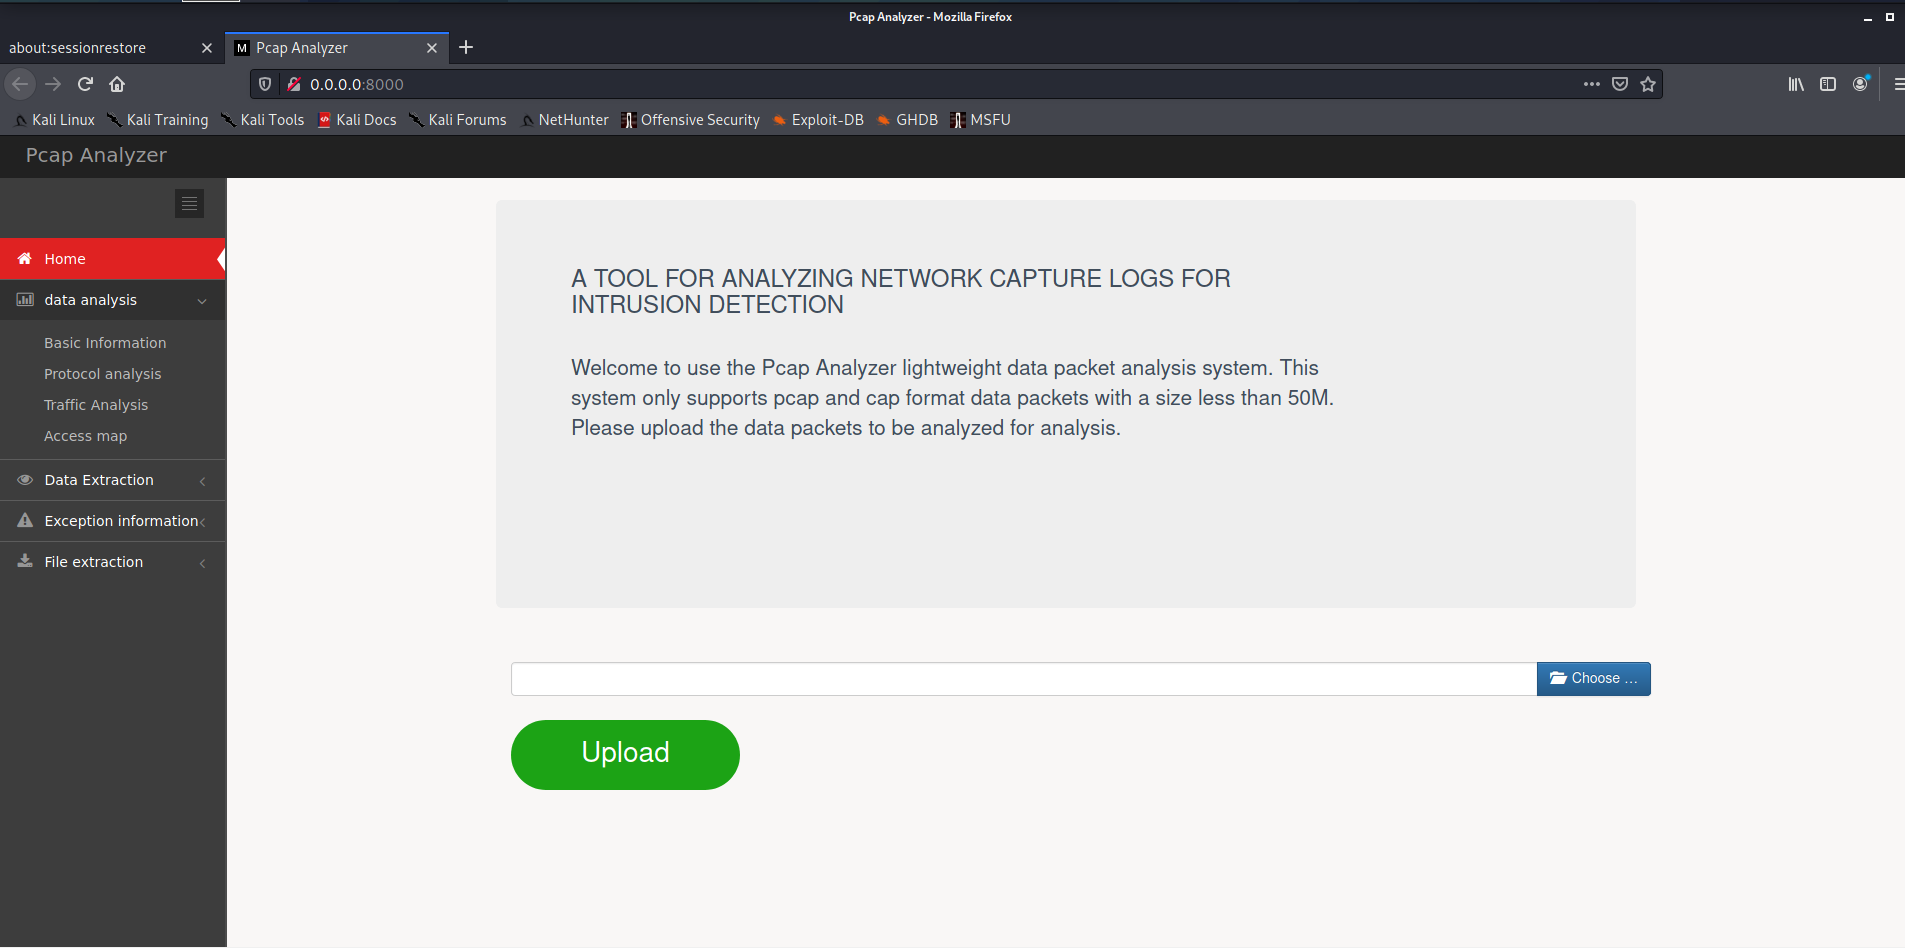 Pcap Analyzer - Mozilla Firefox
about:sessionrestore
M Pcap Analyzer
0.0.0.0:8000
Kali Linux Kali Training Kali Tools Kali Docs Kali Forums NetHunter Offensive Security Exploit-DB GHDB MSFU
Pcap Analyzer
Home
data analysis
Basic Information
Protocol analysis
Traffic Analysis
Access map
Data Extraction
Exception information
File extraction
A TOOL FOR ANALYZING NETWORK CAPTURE LOGS FOR
INTRUSION DETECTION
Welcome to use the Pcap Analyzer lightweight data packet analysis system. This
system only supports pcap and cap format data packets with a size less than 50M.
Please upload the data packets to be analyzed for analysis.
Choose ...
Upload